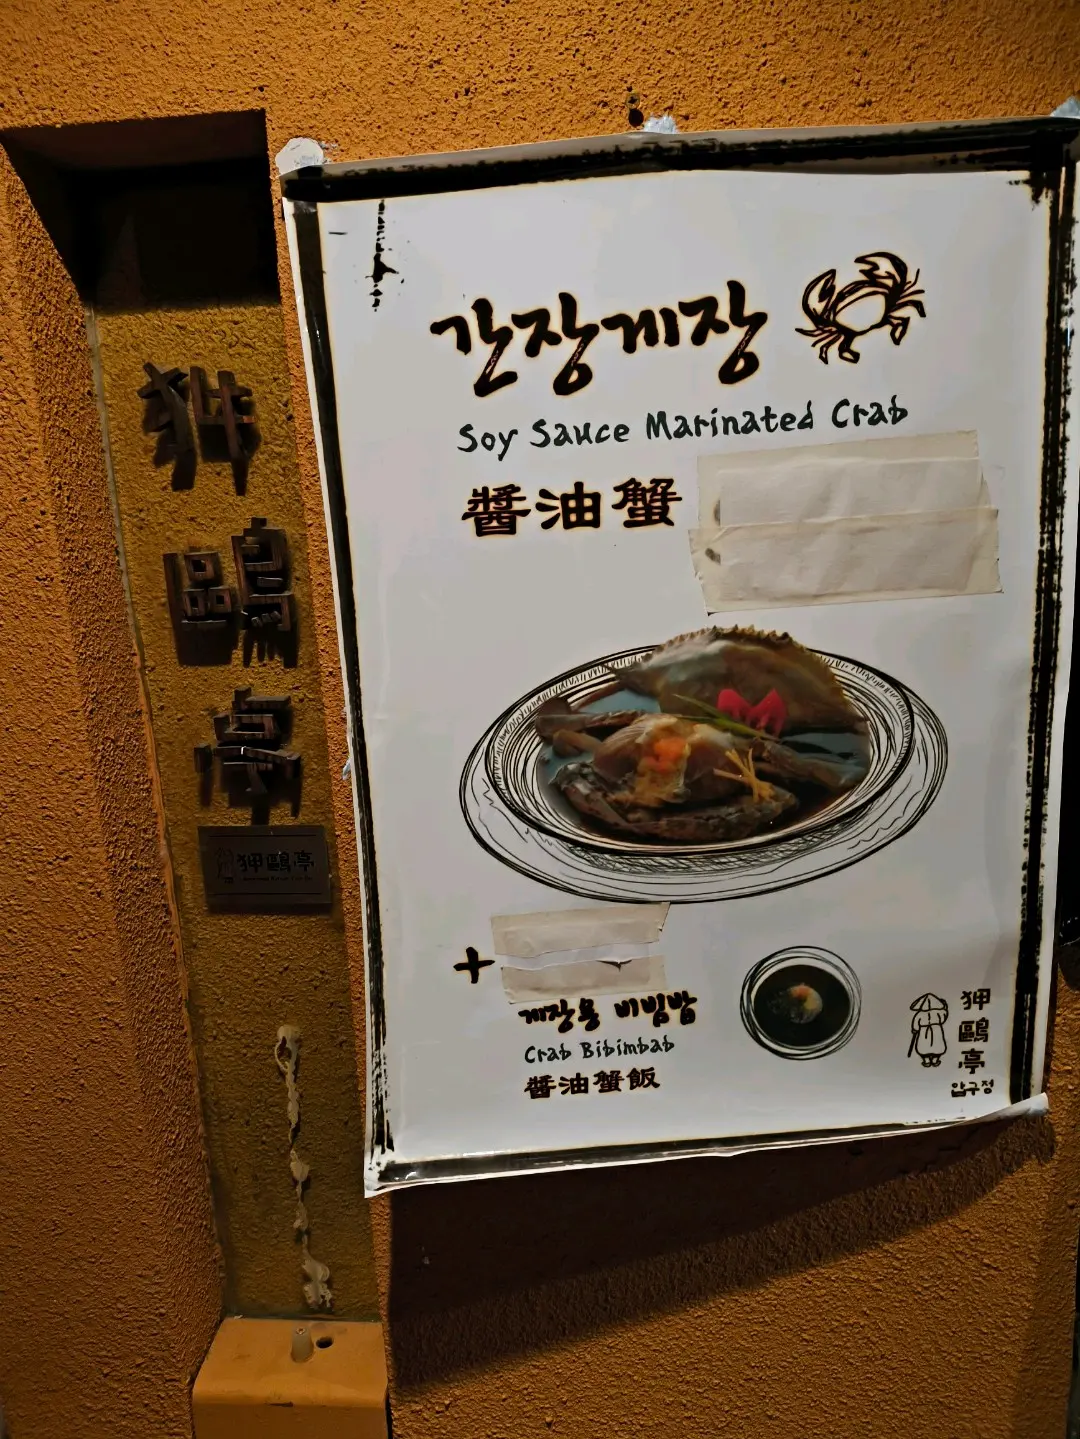 狎
鷗
亭
狎鷗亭
간장게장
Soy Sauce Marinated Crab
醬油蟹
+
게장용 비빔밥
Crab Bibimbab
醬油蟹飯
狎
鷗
亭
압구정